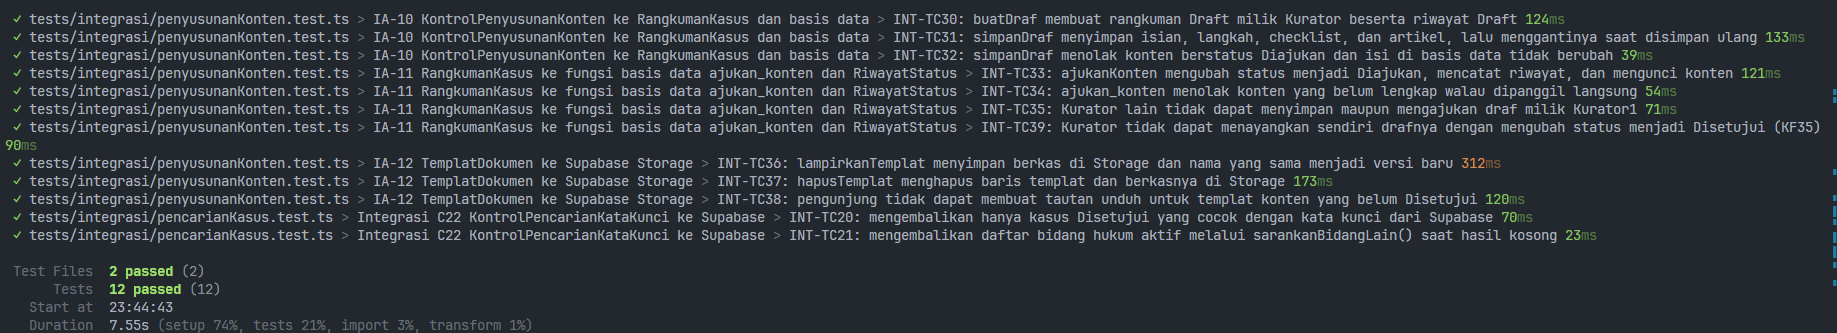 ✓ tests/integrasi/penyusunanKonten.test.ts > IA-10 KontrolPenyusunanKonten ke RangkumanKasus dan basis data > INT-TC30: buatDraf membuat rangkuman Draft milik Kurator beserta riwayat Draft 124ms
✓ tests/integrasi/penyusunanKonten.test.ts > IA-10 KontrolPenyusunanKonten ke RangkumanKasus dan basis data > INT-TC31: simpanDraf menyimpan isian, langkah, checklist, dan artikel, lalu menggantinya saat disimpan ulang 133ms
✓ tests/integrasi/penyusunanKonten.test.ts > IA-10 KontrolPenyusunanKonten ke RangkumanKasus dan basis data > INT-TC32: simpanDraf menolak konten berstatus Diajukan dan isi di basis data tidak berubah 39ms
✓ tests/integrasi/penyusunanKonten.test.ts > IA-11 RangkumanKasus ke fungsi basis data ajukan_konten dan RiwayatStatus > INT-TC33: ajukanKonten mengubah status menjadi Diajukan, mencatat riwayat, dan mengunci konten 121ms
✓ tests/integrasi/penyusunanKonten.test.ts > IA-11 RangkumanKasus ke fungsi basis data ajukan_konten dan RiwayatStatus > INT-TC34: ajukan_konten menolak konten yang belum lengkap walau dipanggil langsung 54ms
✓ tests/integrasi/penyusunanKonten.test.ts > IA-11 RangkumanKasus ke fungsi basis data ajukan_konten dan RiwayatStatus > INT-TC35: Kurator lain tidak dapat menyimpan maupun mengajukan draf milik Kurator1 71ms
✓ tests/integrasi/penyusunanKonten.test.ts > IA-11 RangkumanKasus ke fungsi basis data ajukan_konten dan RiwayatStatus > INT-TC39: Kurator tidak dapat menayangkan sendiri drafnya dengan mengubah status menjadi Disetujui (KF35)
90ms
✓ tests/integrasi/penyusunanKonten.test.ts > IA-12 TemplatDokumen ke Supabase Storage > INT-TC36: lampirkanTemplat menyimpan berkas di Storage dan nama yang sama menjadi versi baru 312ms
✓ tests/integrasi/penyusunanKonten.test.ts > IA-12 TemplatDokumen ke Supabase Storage > INT-TC37: hapusTemplat menghapus baris templat dan berkasnya di Storage 173ms
✓ tests/integrasi/penyusunanKonten.test.ts > IA-12 TemplatDokumen ke Supabase Storage > INT-TC38: pengunjung tidak dapat membuat tautan unduh untuk templat konten yang belum Disetujui 120ms
✓ tests/integrasi/pencarianKasus.test.ts > Integrasi C22 KontrolPencarianKataKunci ke Supabase > INT-TC20: mengembalikan hanya kasus Disetujui yang cocok dengan kata kunci dari Supabase 70ms
✓ tests/integrasi/pencarianKasus.test.ts > Integrasi C22 KontrolPencarianKataKunci ke Supabase > INT-TC21: mengembalikan daftar bidang hukum aktif melalui sarankanBidangLain() saat hasil kosong 23ms
Test Files 2 passed (2)
Tests 12 passed (12)
Start at 23:44:43
Duration 7.55s (setup 74%, tests 21%, import 3%, transform 1%)